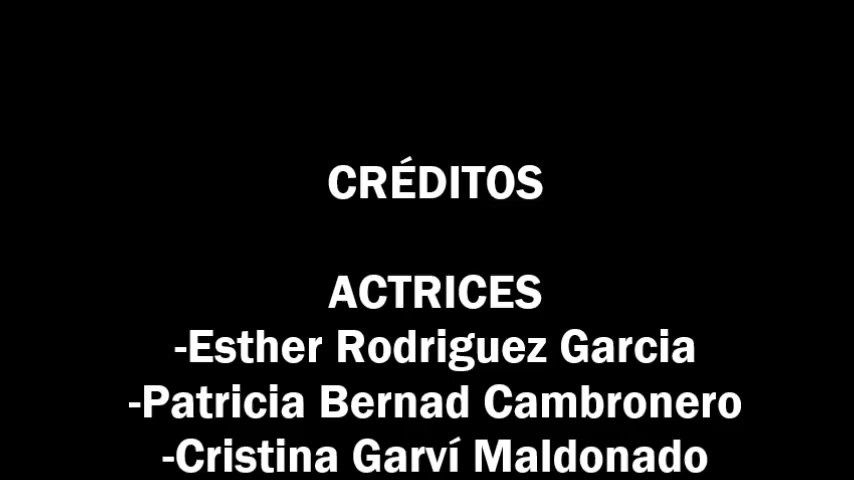 CRÉDITOS
ACTRICES
-Esther Rodriguez Garcia
-Patricia Bernad Cambronero
-Cristina Garví Maldonado